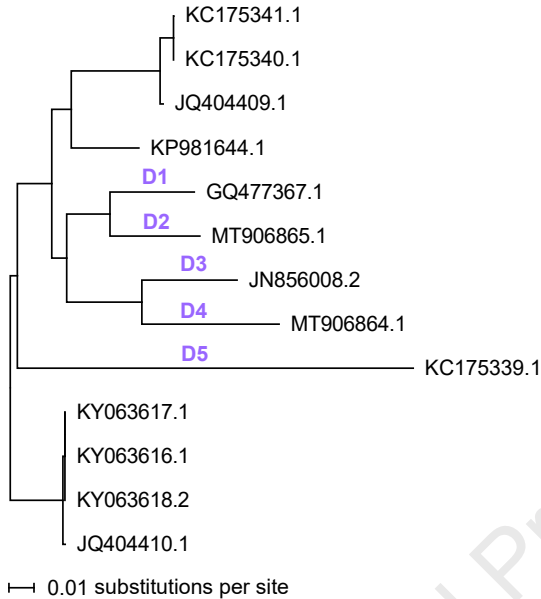 KC175341.1
KC175340.1
JQ404409.1
KP981644.1
D1
GQ477367.1
D2
MT906865.1
D3
JN856008.2
D4
MT906864.1
D5
KC175339.1
KY063617.1
KY063616.1
KY063618.2
JQ404410.1
0.01 substitutions per site